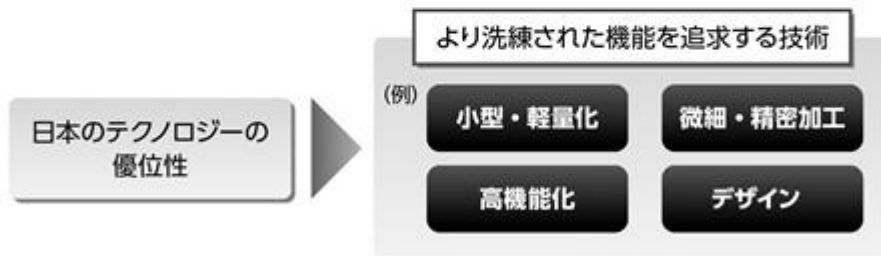 より洗練された機能を追求する技術
(例)
小型・軽量化
微細・精密加工
日本のテクノロジーの
優位性
高機能化
デザイン